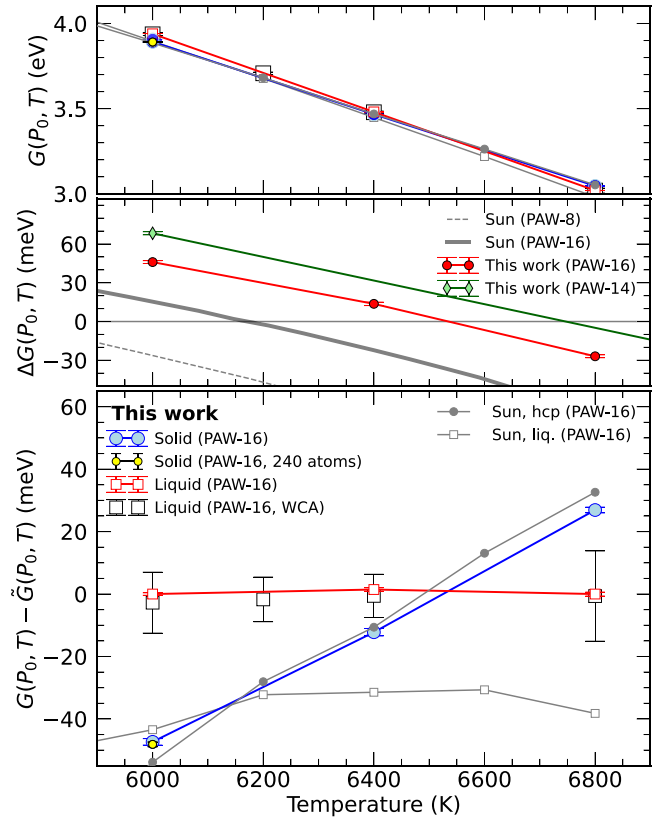 4.0
3.5
3.0
G(P₀, T) (eV)
60
30
0
−30
ΔG(P₀, T) (meV)
Sun (PAW-8)
Sun (PAW-16)
This work (PAW-16)
This work (PAW-14)
60
40
20
0
−20
−40
G(P₀, T) − G̃(P₀, T) (meV)
This work
Solid (PAW-16)
Solid (PAW-16, 240 atoms)
Liquid (PAW-16)
Liquid (PAW-16, WCA)
Sun, hcp (PAW-16)
Sun, liq. (PAW-16)
6000 6200 6400 6600 6800
Temperature (K)